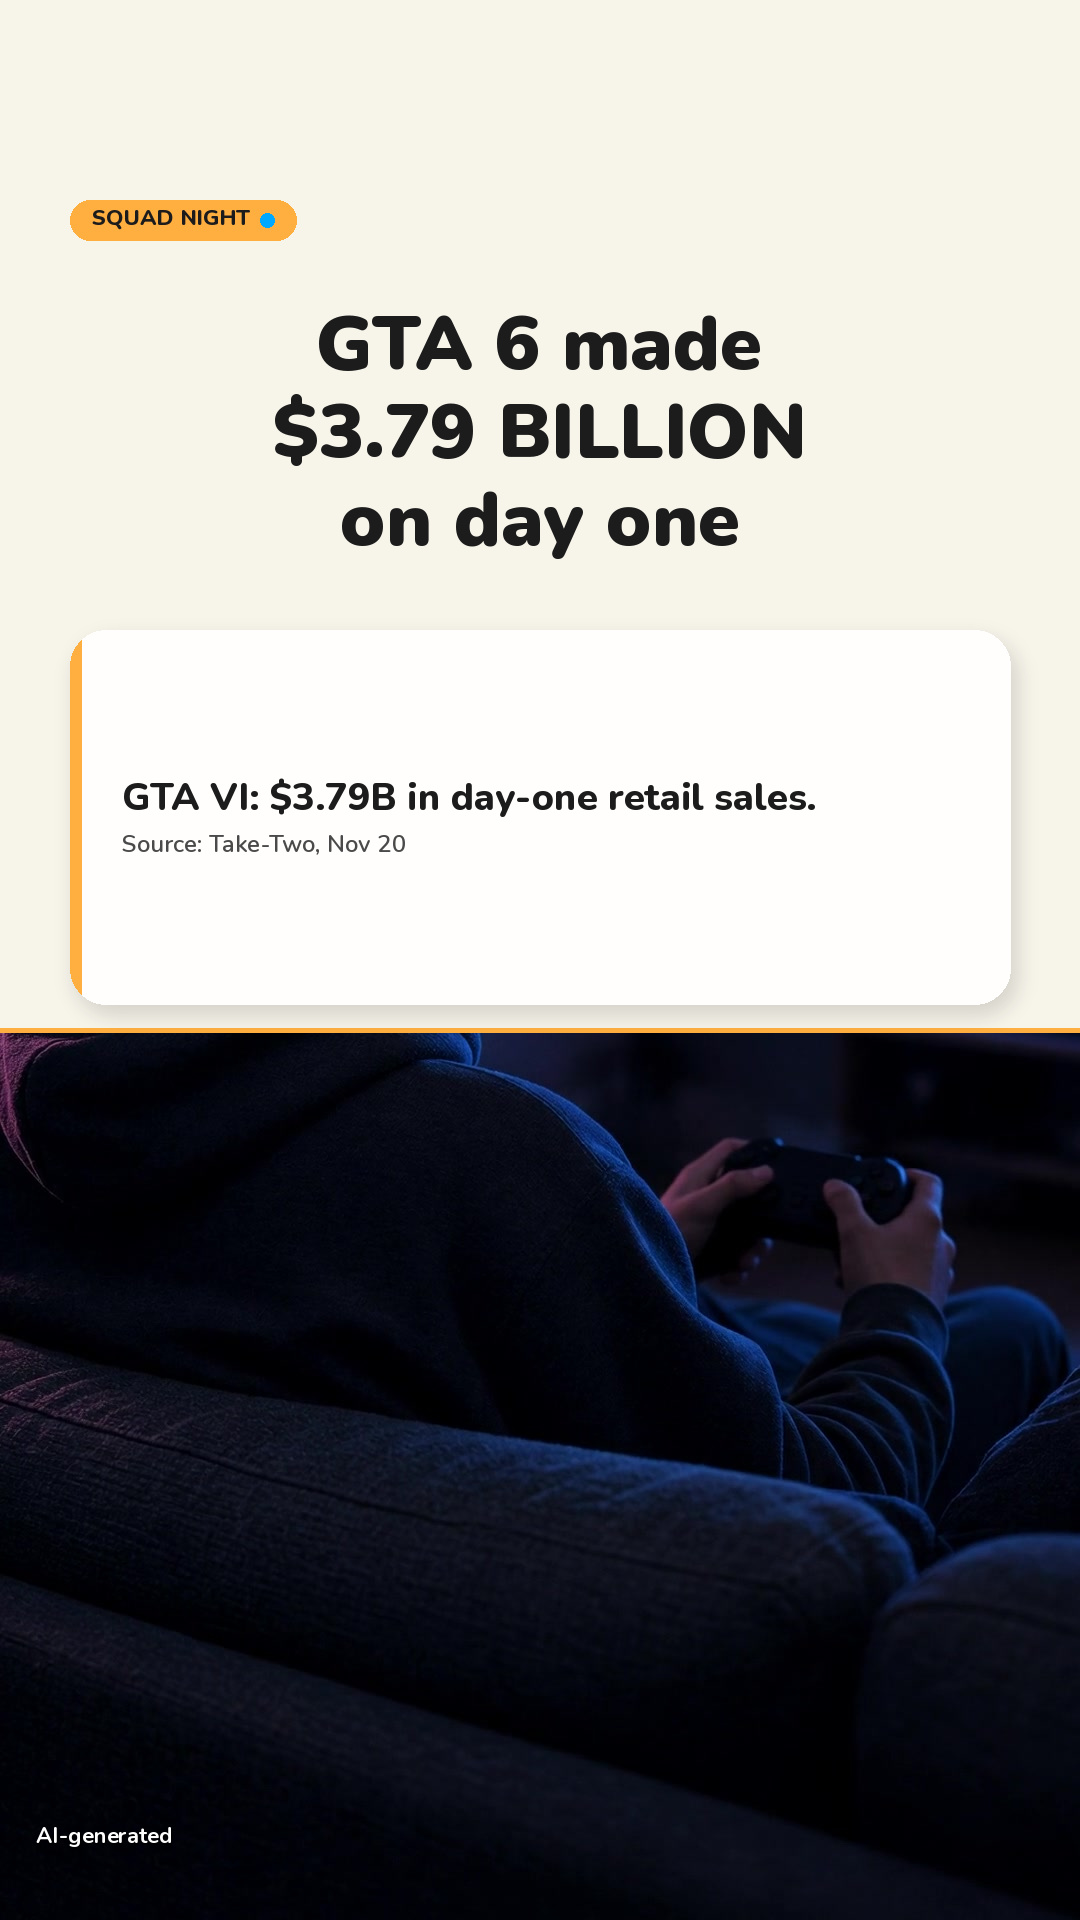 SQUAD NIGHT
GTA 6 made
$3.79 BILLION
on day one
GTA VI: $3.79B in day-one retail sales.
Source: Take-Two, Nov 20
AI-generated